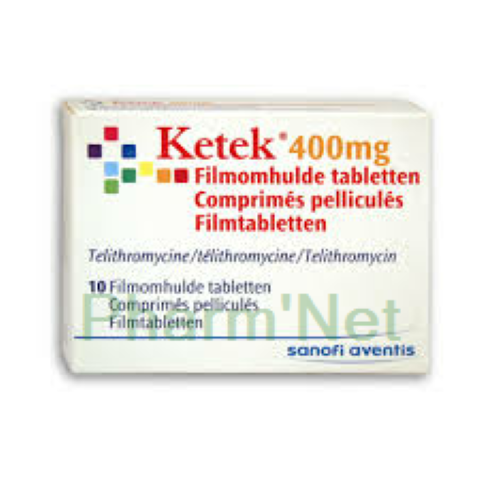 Ketek® 400mg
Filmomhulde tabletten
Comprimés pelliculés
Filmtabletten
Telithromycine/télithromycine/Telithromycin
10 Filmomhulde tabletten
Comprimés pelliculés
Filmtabletten
Pharm'Net
sanofi aventis